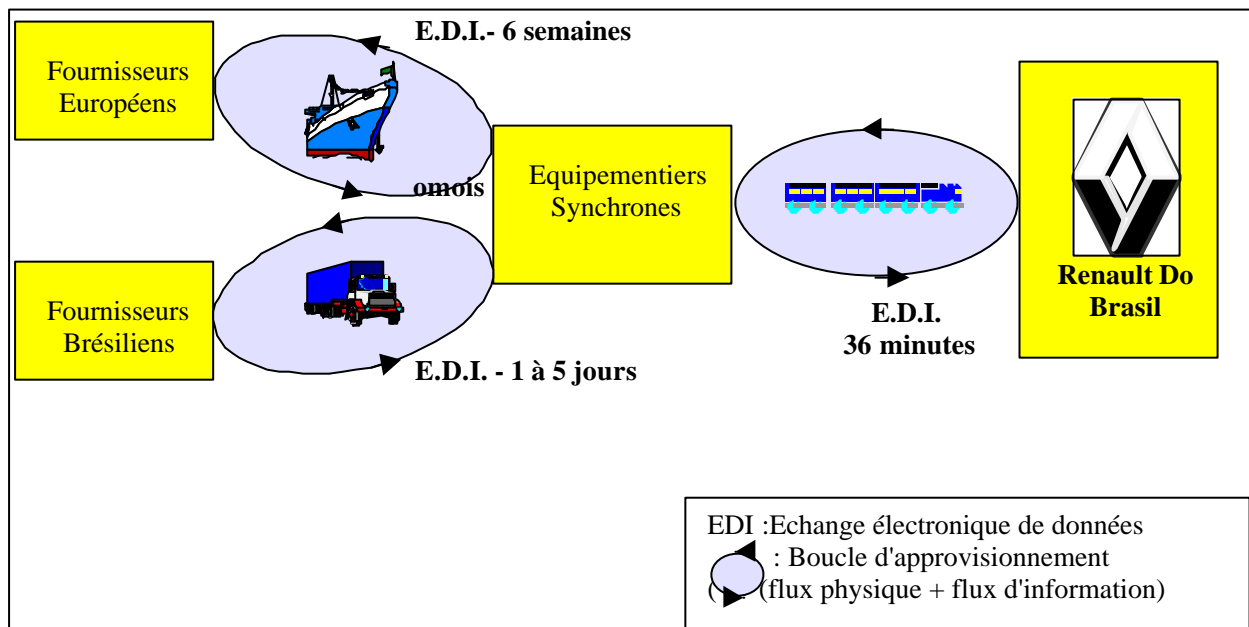 E.D.I.- 6 semaines
Fournisseurs
Européens
omois
Equipementiers
Synchrones
Renault Do
Brasil
Fournisseurs
Brésiliens
E.D.I. - 1 à 5 jours
E.D.I.
36 minutes
EDI :Echange électronique de données
: Boucle d'approvisionnement
( (flux physique + flux d'information)